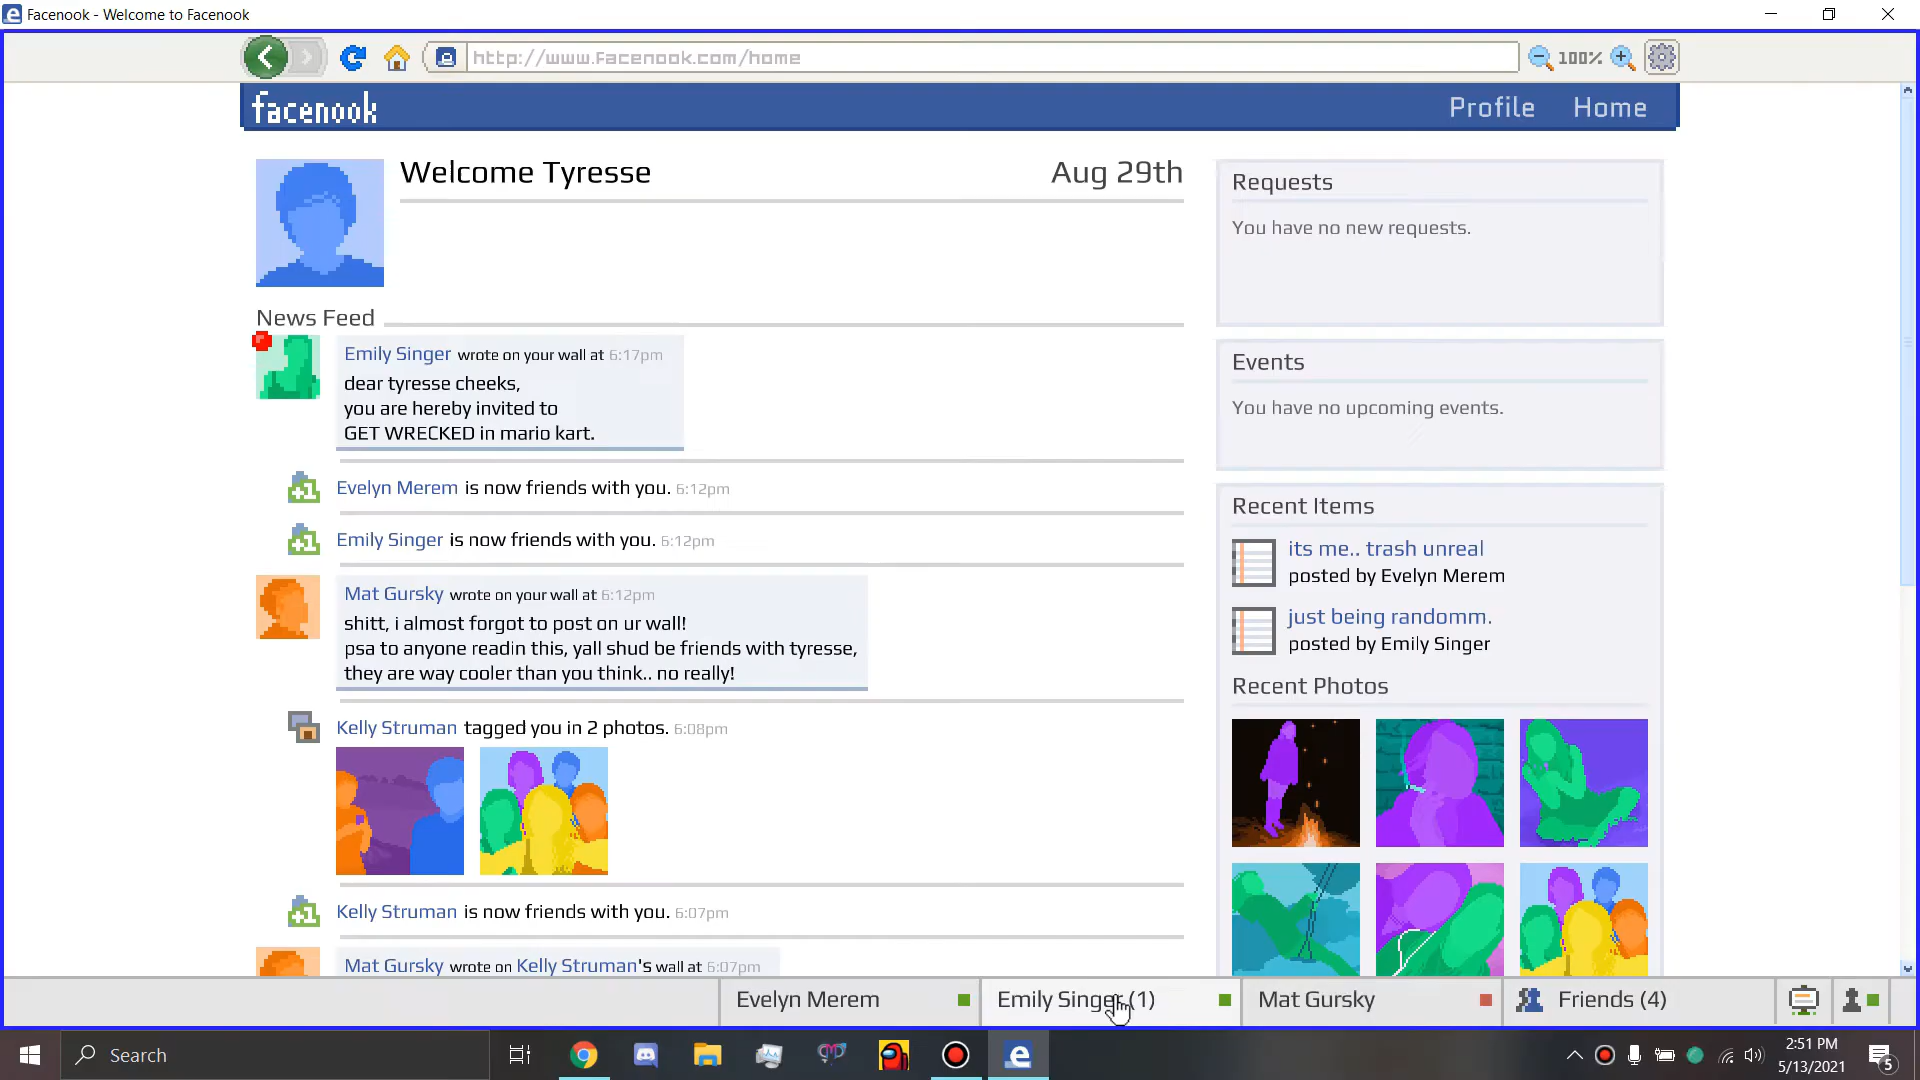 Facenook - Welcome to Facenook
http://www.Facenook.com/home
100%
facenook
Profile Home
Welcome Tyresse
Aug 29th
News Feed
Emily Singer wrote on your wall at 6:17pm
dear tyresse cheeks,
you are hereby invited to
GET WRECKED in mario kart.
Evelyn Merem is now friends with you. 6:12pm
Emily Singer is now friends with you. 6:12pm
Mat Gursky wrote on your wall at 6:12pm
shitt, i almost forgot to post on ur wall!
psa to anyone readin this, yall shud be friends with tyresse,
they are way cooler than you think.. no really!
Kelly Struman tagged you in 2 photos. 6:08pm
Kelly Struman is now friends with you. 6:07pm
Mat Gursky wrote on Kelly Struman's wall at 6:07pm
Requests
You have no new requests.
Events
You have no upcoming events.
Recent Items
its me.. trash unreal
posted by Evelyn Merem
just being randomm.
posted by Emily Singer
Recent Photos
Evelyn Merem
Emily Singer (1)
Mat Gursky
Friends (4)
Search
2:51 PM
5/13/2021
5